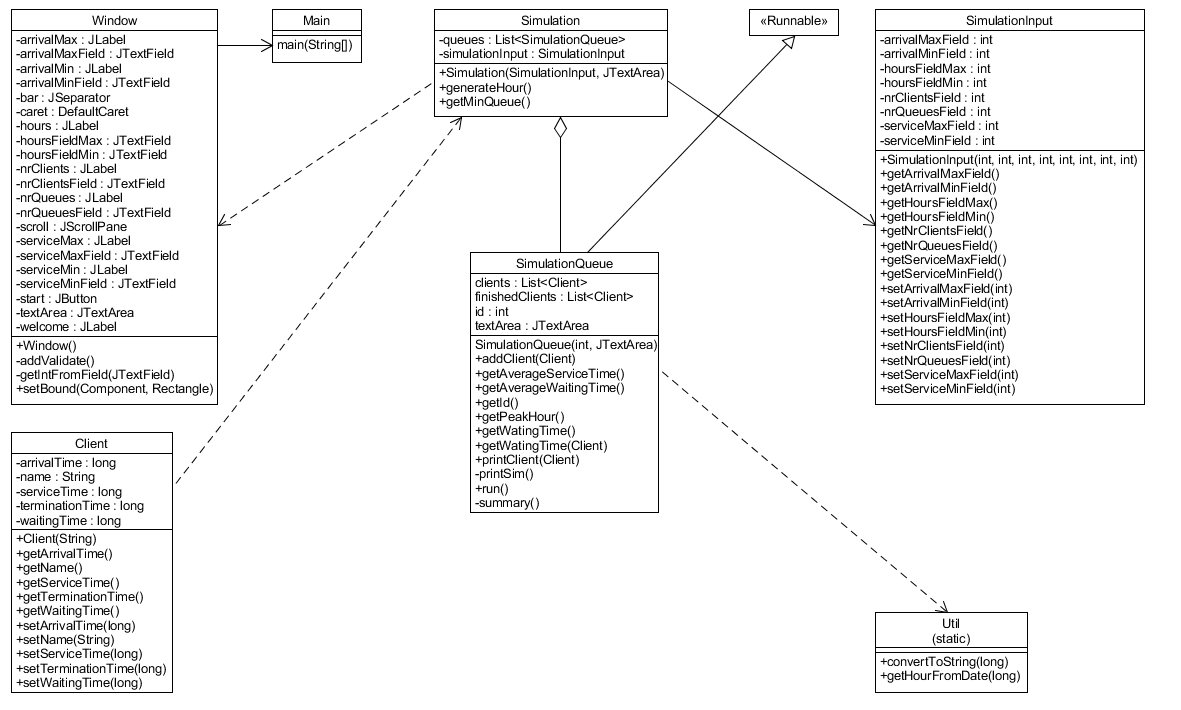 Window
-arrivalMax : JLabel
-arrivalMaxField : JTextField
-arrivalMin : JLabel
-arrivalMinField : JTextField
-bar : JSeparator
-caret : DefaultCaret
-hours : JLabel
-hoursFieldMax : JTextField
-hoursFieldMin : JTextField
-nrClients : JLabel
-nrClientsField : JTextField
-nrQueues : JLabel
-nrQueuesField : JTextField
-scroll : JScrollPane
-serviceMax : JLabel
-serviceMaxField : JTextField
-serviceMin : JLabel
-serviceMinField : JTextField
-start : JButton
-textArea : JTextArea
-welcome : JLabel
+Window()
-addValidate()
-getIntFromField(JTextField)
+setBound(Component, Rectangle)
Main
main(String[])
Simulation
-queues : List<SimulationQueue>
-simulationInput : SimulationInput
+Simulation(SimulationInput, JTextArea)
+generateHour()
+getMinQueue()
«Runnable»
SimulationInput
-arrivalMaxField : int
-arrivalMinField : int
-hoursFieldMax : int
-hoursFieldMin : int
-nrClientsField : int
-nrQueuesField : int
-serviceMaxField : int
-serviceMinField : int
+SimulationInput(int, int, int, int, int, int, int, int)
+getArrivalMaxField()
+getArrivalMinField()
+getHoursFieldMax()
+getHoursFieldMin()
+getNrClientsField()
+getNrQueuesField()
+getServiceMaxField()
+getServiceMinField()
+setArrivalMaxField(int)
+setArrivalMinField(int)
+setHoursFieldMax(int)
+setHoursFieldMin(int)
+setNrClientsField(int)
+setNrQueuesField(int)
+setServiceMaxField(int)
+setServiceMinField(int)
SimulationQueue
clients : List<Client>
finishedClients : List<Client>
id : int
textArea : JTextArea
SimulationQueue(int, JTextArea)
+addClient(Client)
+getAverageServiceTime()
+getAverageWaitingTime()
+getId()
+getPeakHour()
+getWatingTime()
+getWatingTime(Client)
+printClient(Client)
-printSim()
+run()
-summary()
Client
-arrivalTime : long
-name : String
-serviceTime : long
-terminationTime : long
-waitingTime : long
+Client(String)
+getArrivalTime()
+getName()
+getServiceTime()
+getTerminationTime()
+getWaitingTime()
+setArrivalTime(long)
+setName(String)
+setServiceTime(long)
+setTerminationTime(long)
+setWaitingTime(long)
Util
(static)
+convertToString(long)
+getHourFromDate(long)